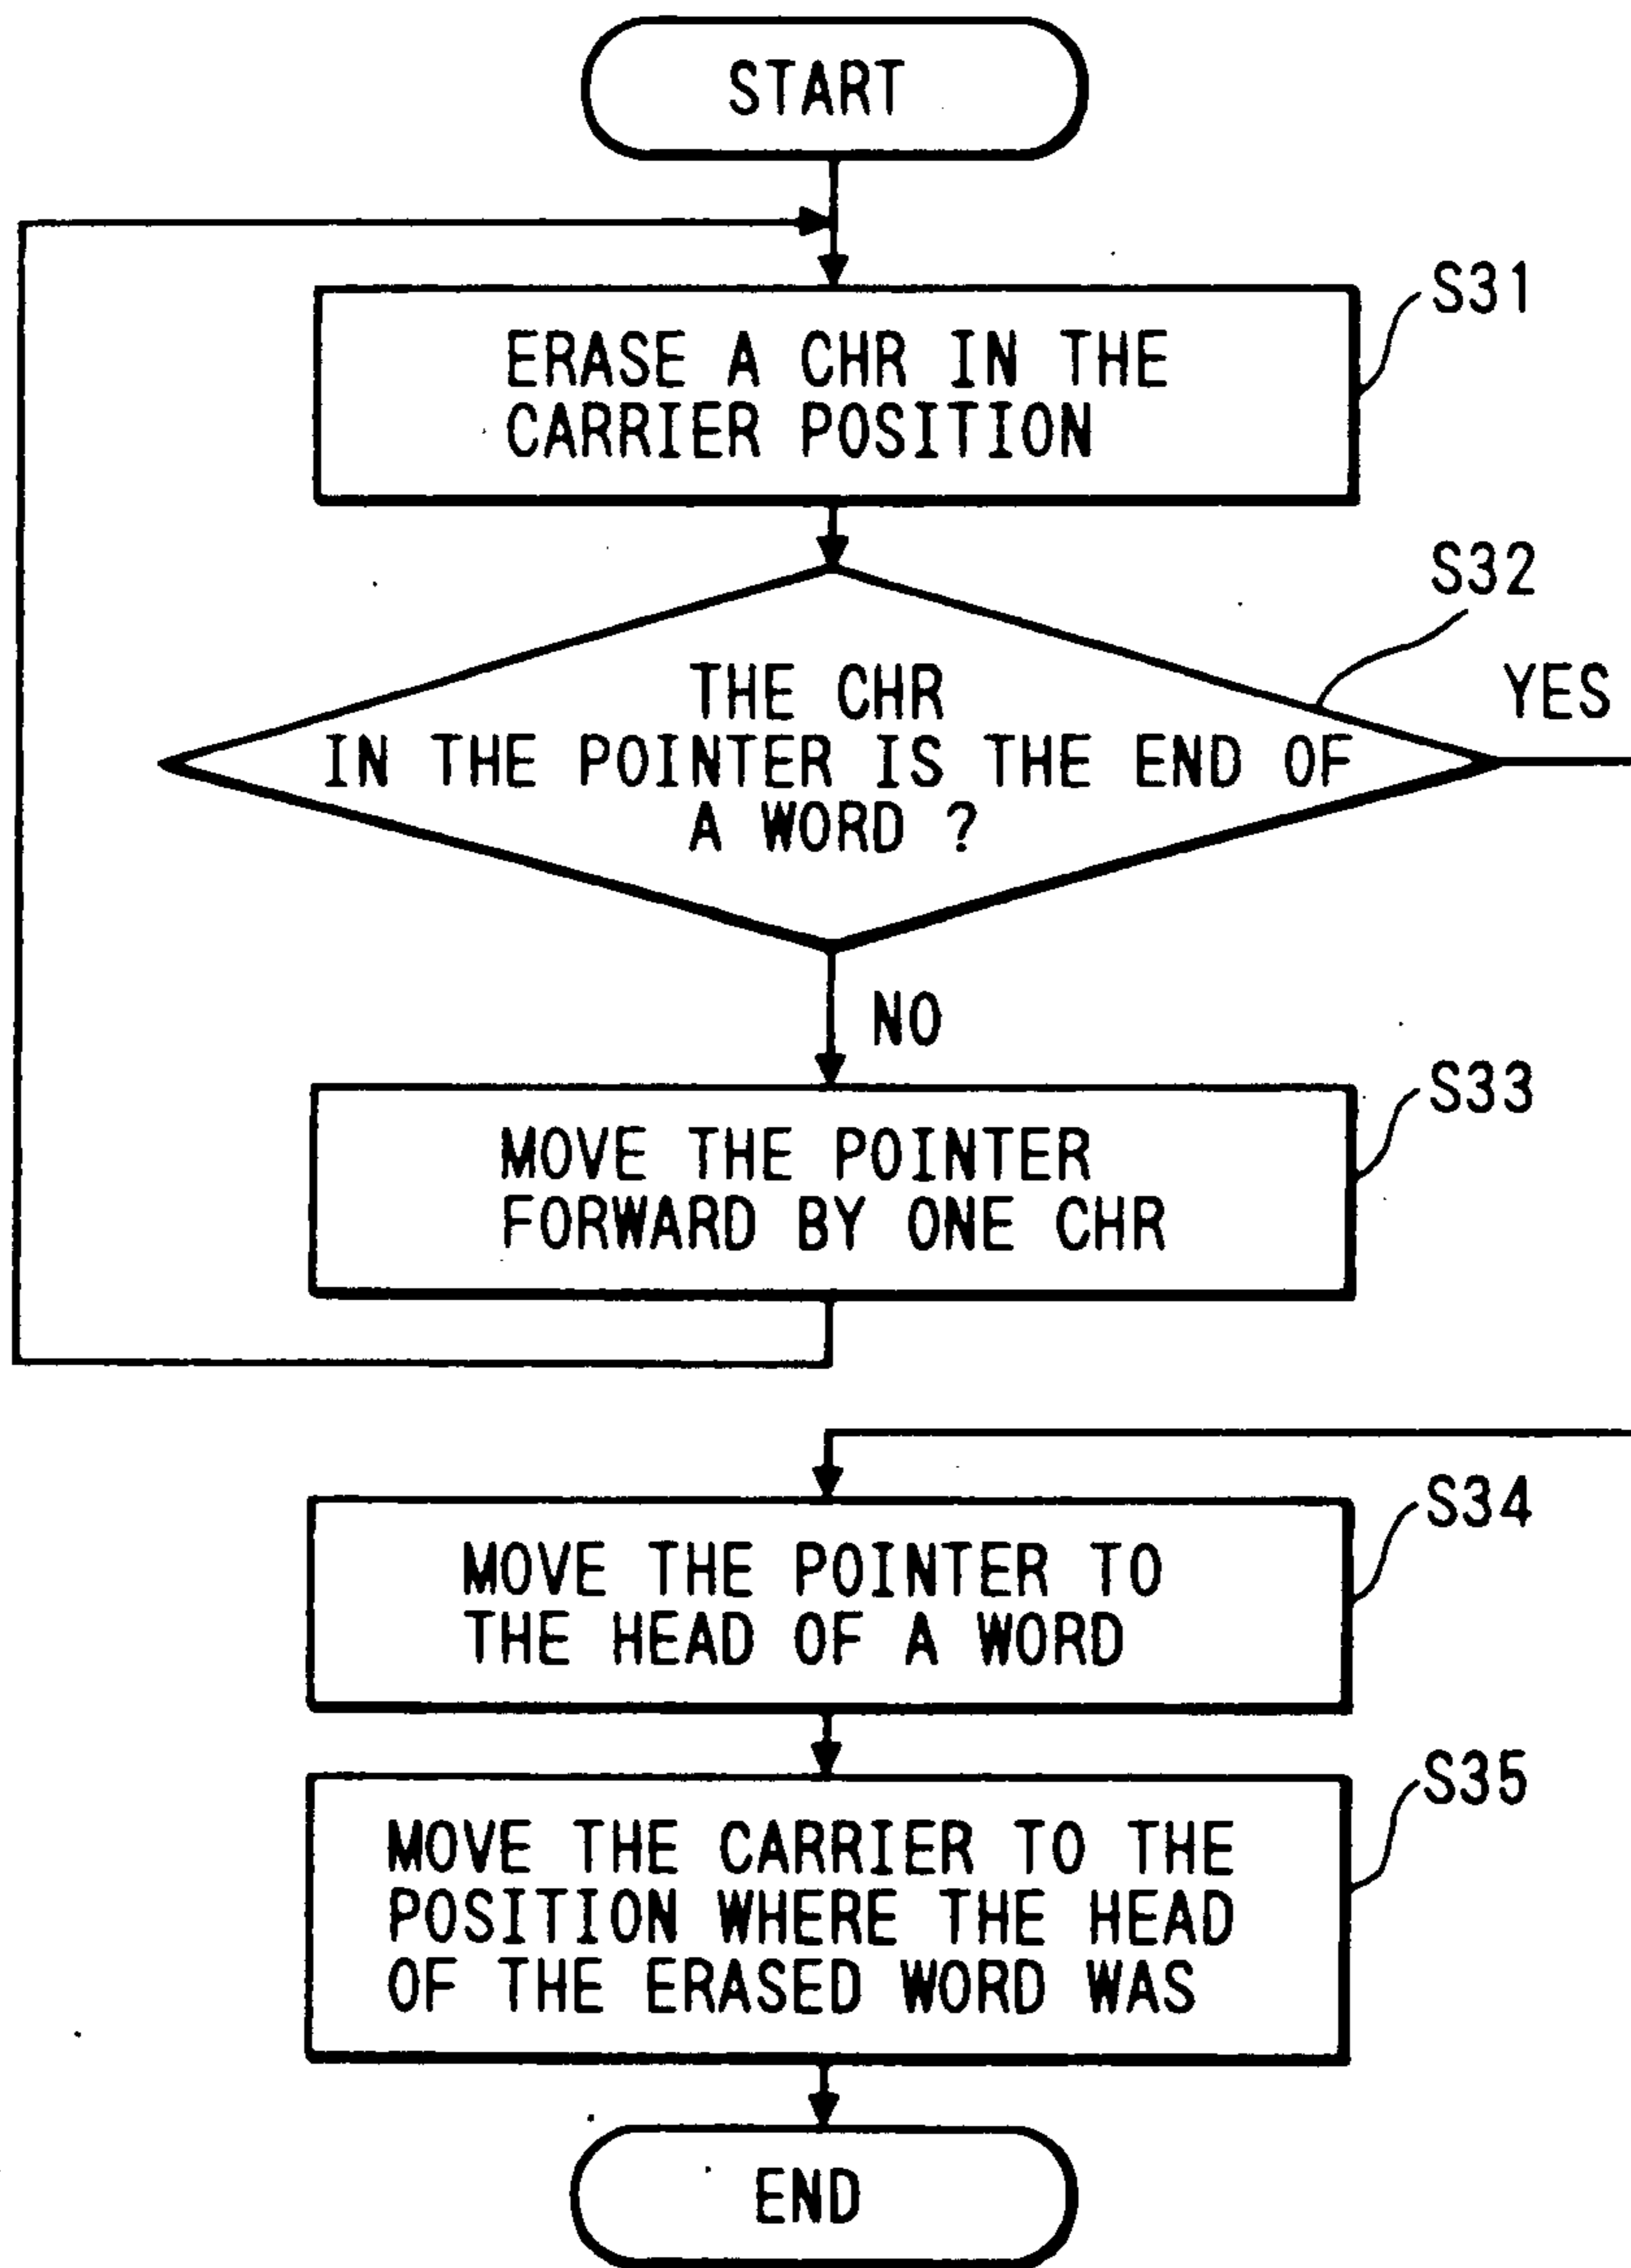 START
S31
ERASE A CHR IN THE
CARRIER POSITION
S32
YES
THE CHR
IN THE POINTER IS THE END OF
A WORD ?
NO
S33
MOVE THE POINTER
FORWARD BY ONE CHR
S34
MOVE THE POINTER TO
THE HEAD OF A WORD
S35
MOVE THE CARRIER TO THE
POSITION WHERE THE HEAD
OF THE ERASED WORD WAS
END